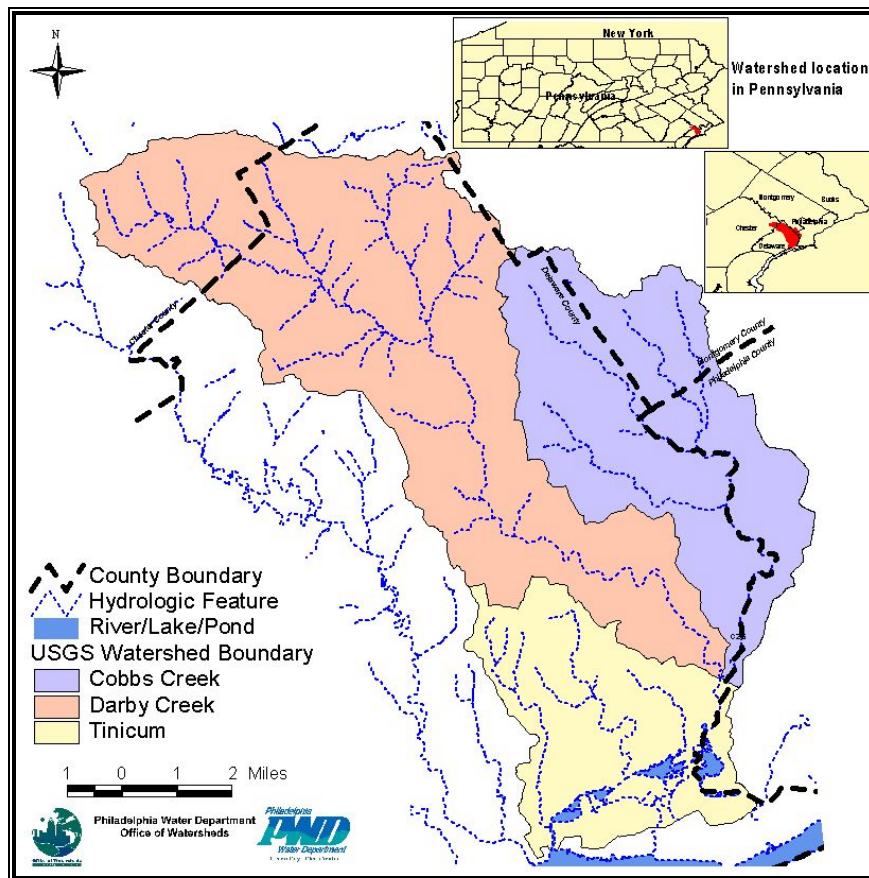 N
New York
Pennsylvania
Watershed location
in Pennsylvania
Montgomery
Bucks
Chester
Philadelphia
Delaware
Chester County
Delaware County
Montgomery County
Philadelphia County
County Boundary
Hydrologic Feature
River/Lake/Pond
USGS Watershed Boundary
Cobbs Creek
Darby Creek
Tinicum
1 0 1 2 Miles
Philadelphia Water Department
Office of Watersheds
Philadelphia
PWD
Water Department